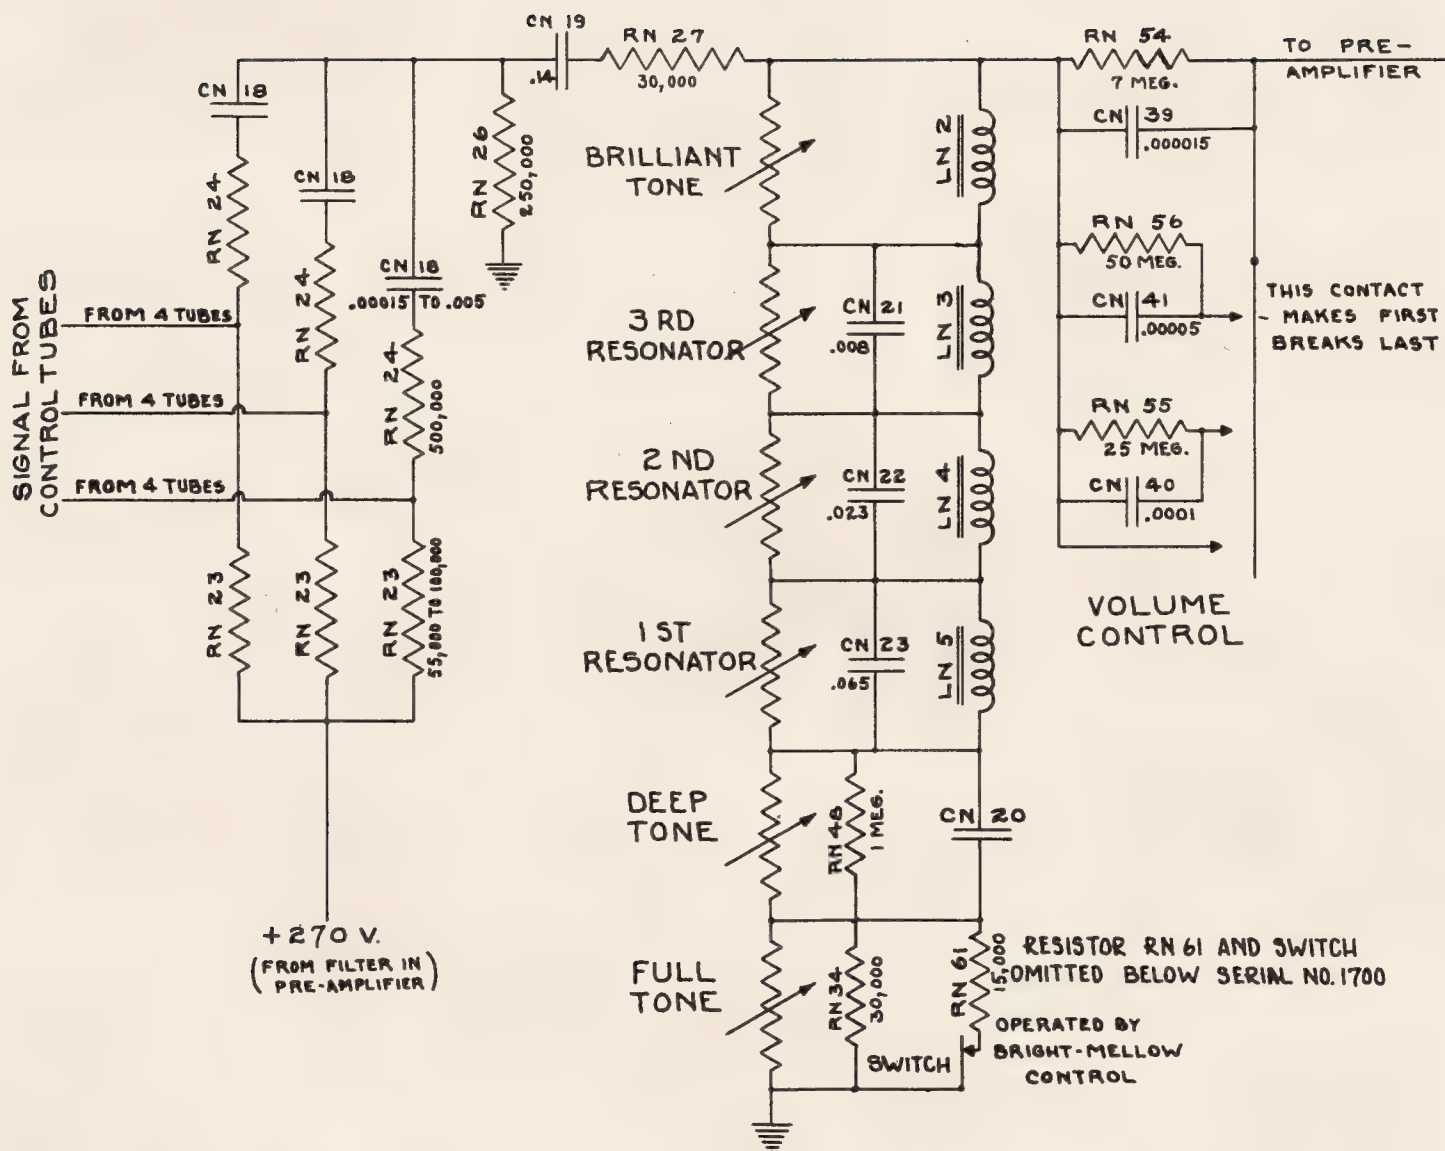 CN 19
.14
RN 27
30,000
RN 54
7 MEG.
TO PRE-
AMPLIFIER
CN 18
RN 24
CN 18
RN 24
CN 18
.00015 TO .005
RN 24
500,000
RN 26
250,000
BRILLIANT
TONE
LN 2
CN 39
.000015
RN 56
50 MEG.
CN 41
.00005
THIS CONTACT
- MAKES FIRST
BREAKS LAST
SIGNAL FROM
CONTROL TUBES
FROM 4 TUBES
FROM 4 TUBES
FROM 4 TUBES
3 RD
RESONATOR
CN 21
.008
LN 3
RN 55
25 MEG.
CN 40
.0001
2 ND
RESONATOR
CN 22
.023
LN 4
VOLUME
CONTROL
RN 23
RN 23
RN 23
55,000 TO 100,000
1 ST
RESONATOR
CN 23
.065
LN 5
DEEP
TONE
RN 48
1 MEG.
CN 20
+270 V.
(FROM FILTER IN
PRE-AMPLIFIER)
FULL
TONE
RN 34
30,000
RN 61
15,000
RESISTOR RN 61 AND SWITCH
OMITTED BELOW SERIAL NO. 1700
SWITCH
OPERATED BY
BRIGHT-MELLOW
CONTROL